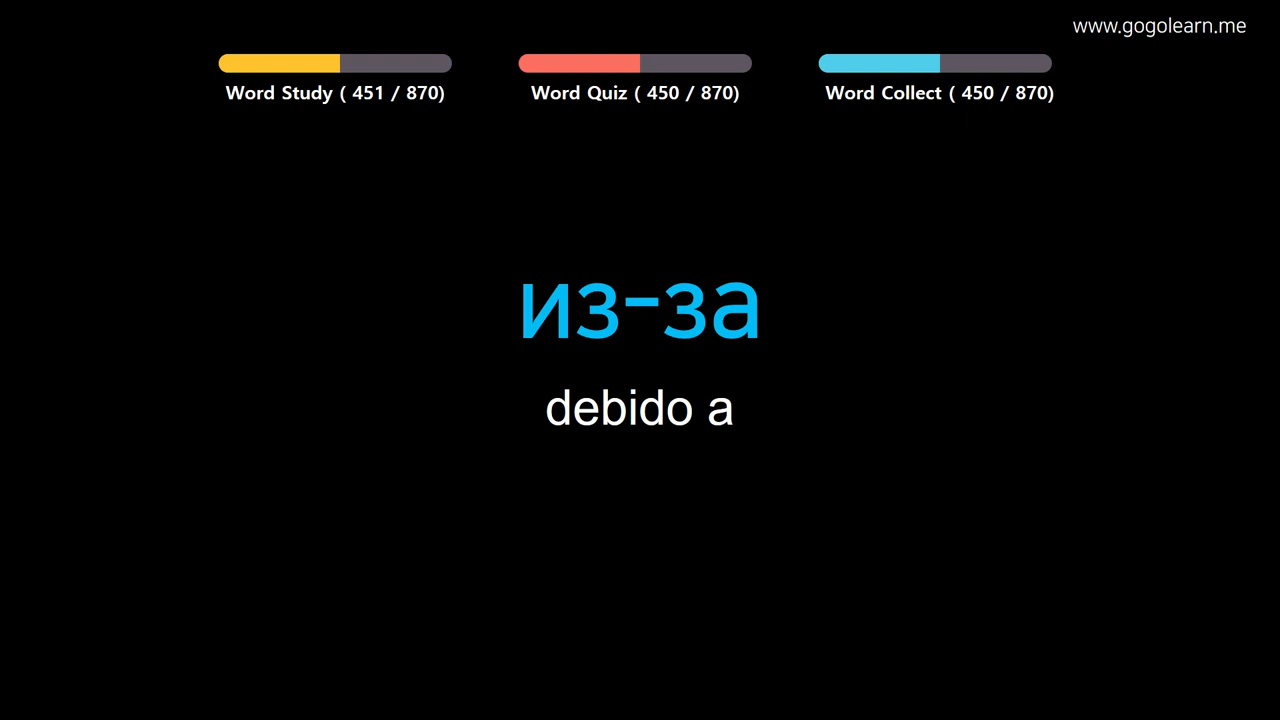 www.gogolearn.me
Word Study ( 451 / 870)
Word Quiz ( 450 / 870)
Word Collect ( 450 / 870)
из-за
debido a